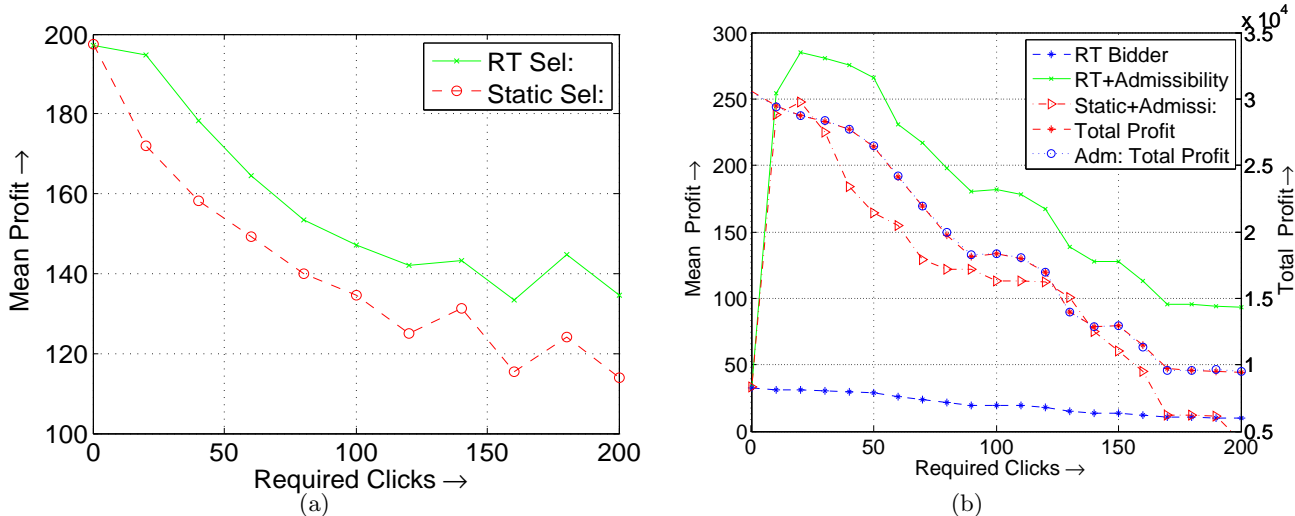 200
180
160
140
120
100
0
50
100
150
200
Mean Profit →
Required Clicks →
RT Sel:
Static Sel:
(a)
x 10^4
300
250
200
150
100
50
0
3.5
3
2.5
2
1.5
1
0.5
0
50
100
150
200
Mean Profit →
Total Profit →
Required Clicks →
RT Bidder
RT+Admissibility
Static+Admissi:
Total Profit
Adm: Total Profit
(b)